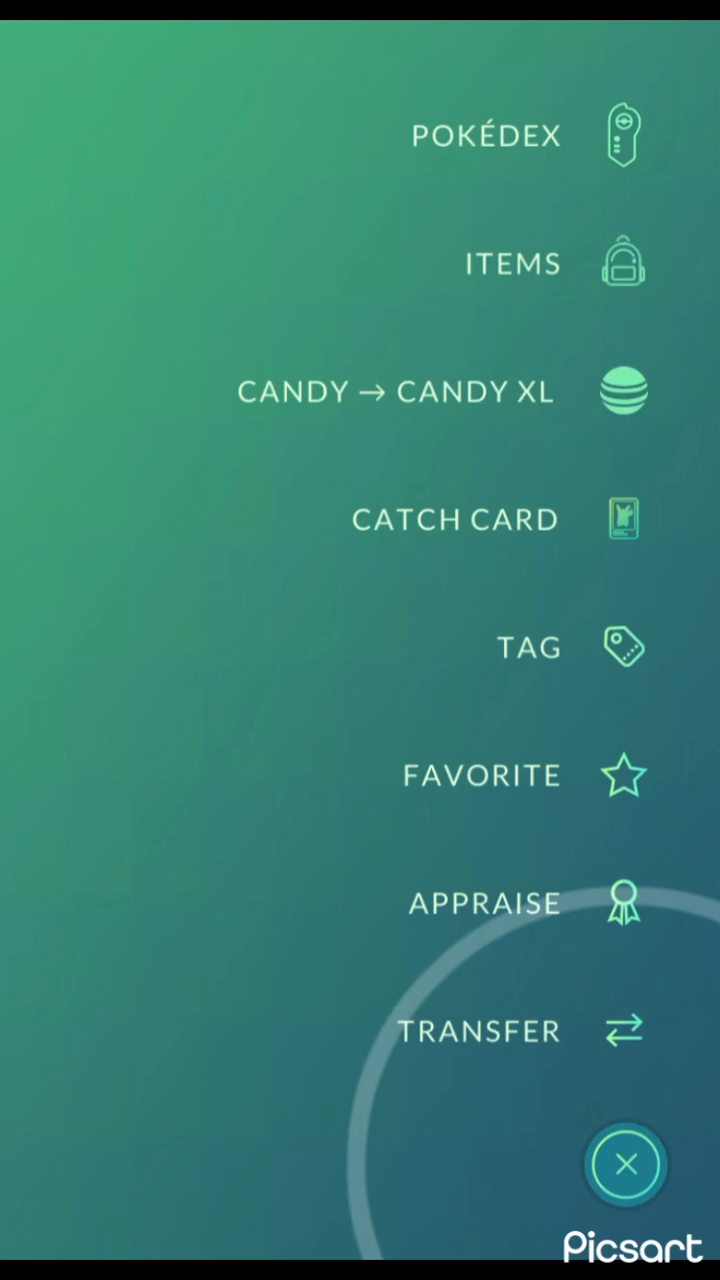 POKÉDEX
ITEMS
CANDY → CANDY XL
CATCH CARD
TAG
FAVORITE
APPRAISE
TRANSFER
Picsart